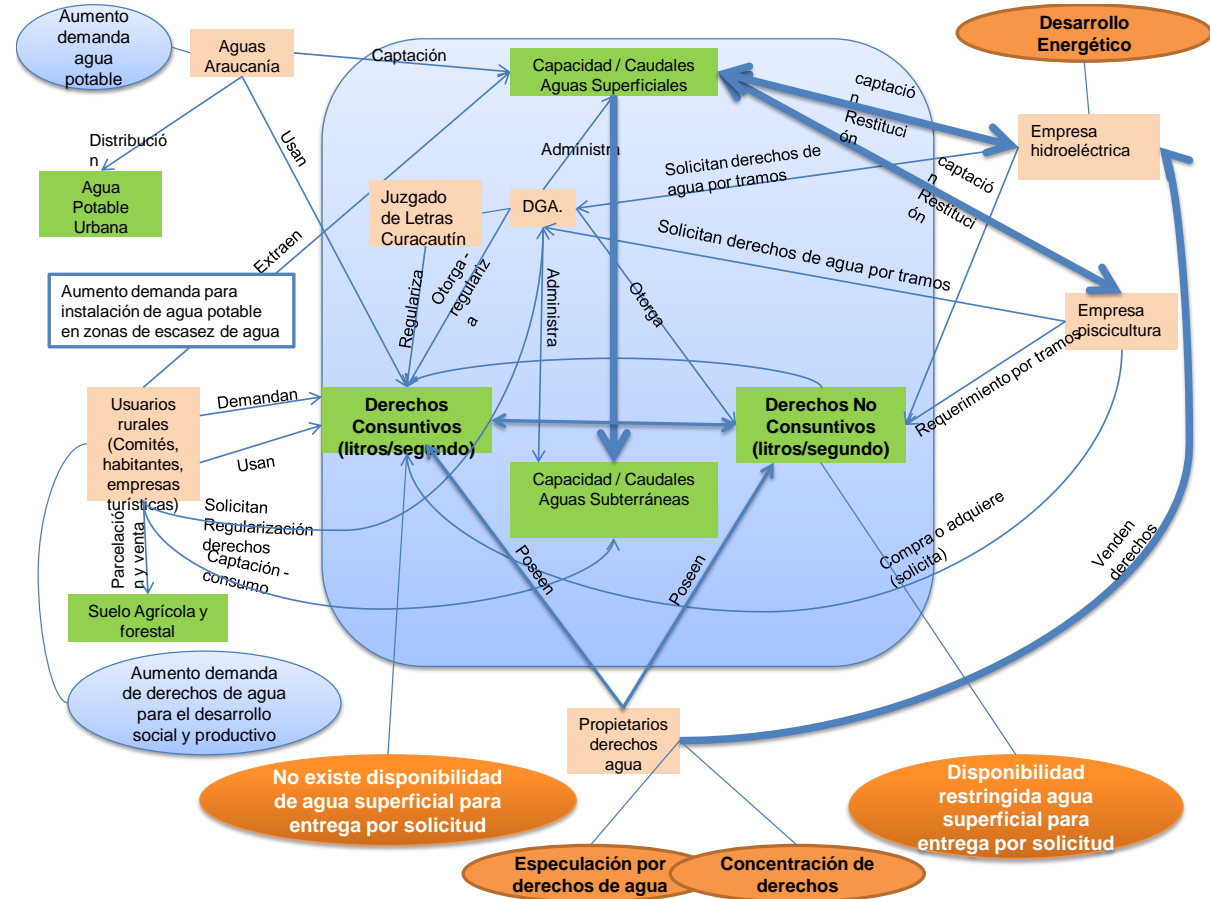 Aumento
demanda
agua
potable
Aguas
Araucanía
Captación
Capacidad / Caudales
Aguas Superficiales
Desarrollo
Energético
captació
n
Restituci
ón
Empresa
hidroeléctrica
Distribució
n
Usan
Administra
Solicitan derechos de
agua por tramos
captació
n
Restituci
ón
Agua
Potable
Urbana
Juzgado
de Letras
Curacautín
DGA.
Extraen
Solicitan derechos de agua por tramos
Aumento demanda para
instalación de agua potable
en zonas de escasez de agua
Regulariza
Otorga -
regulariz
a
Administra
Otorga
Empresa
piscicultura
Requerimiento por tramos
Usuarios
rurales
(Comités,
habitantes,
empresas
turísticas)
Demandan
Usan
Derechos
Consuntivos
(litros/segundo)
Derechos No
Consuntivos
(litros/segundo)
Capacidad / Caudales
Aguas Subterráneas
Solicitan
Regularización
derechos
Captación -
consumo
Parcelació
n y venta
Poseen
Poseen
Compra o adquiere
(solicita)
Venden
derechos
Suelo Agrícola y
forestal
Aumento demanda
de derechos de agua
para el desarrollo
social y productivo
Propietarios
derechos
agua
No existe disponibilidad
de agua superficial para
entrega por solicitud
Disponibilidad
restringida agua
superficial para
entrega por solicitud
Especulación por
derechos de agua
Concentración de
derechos